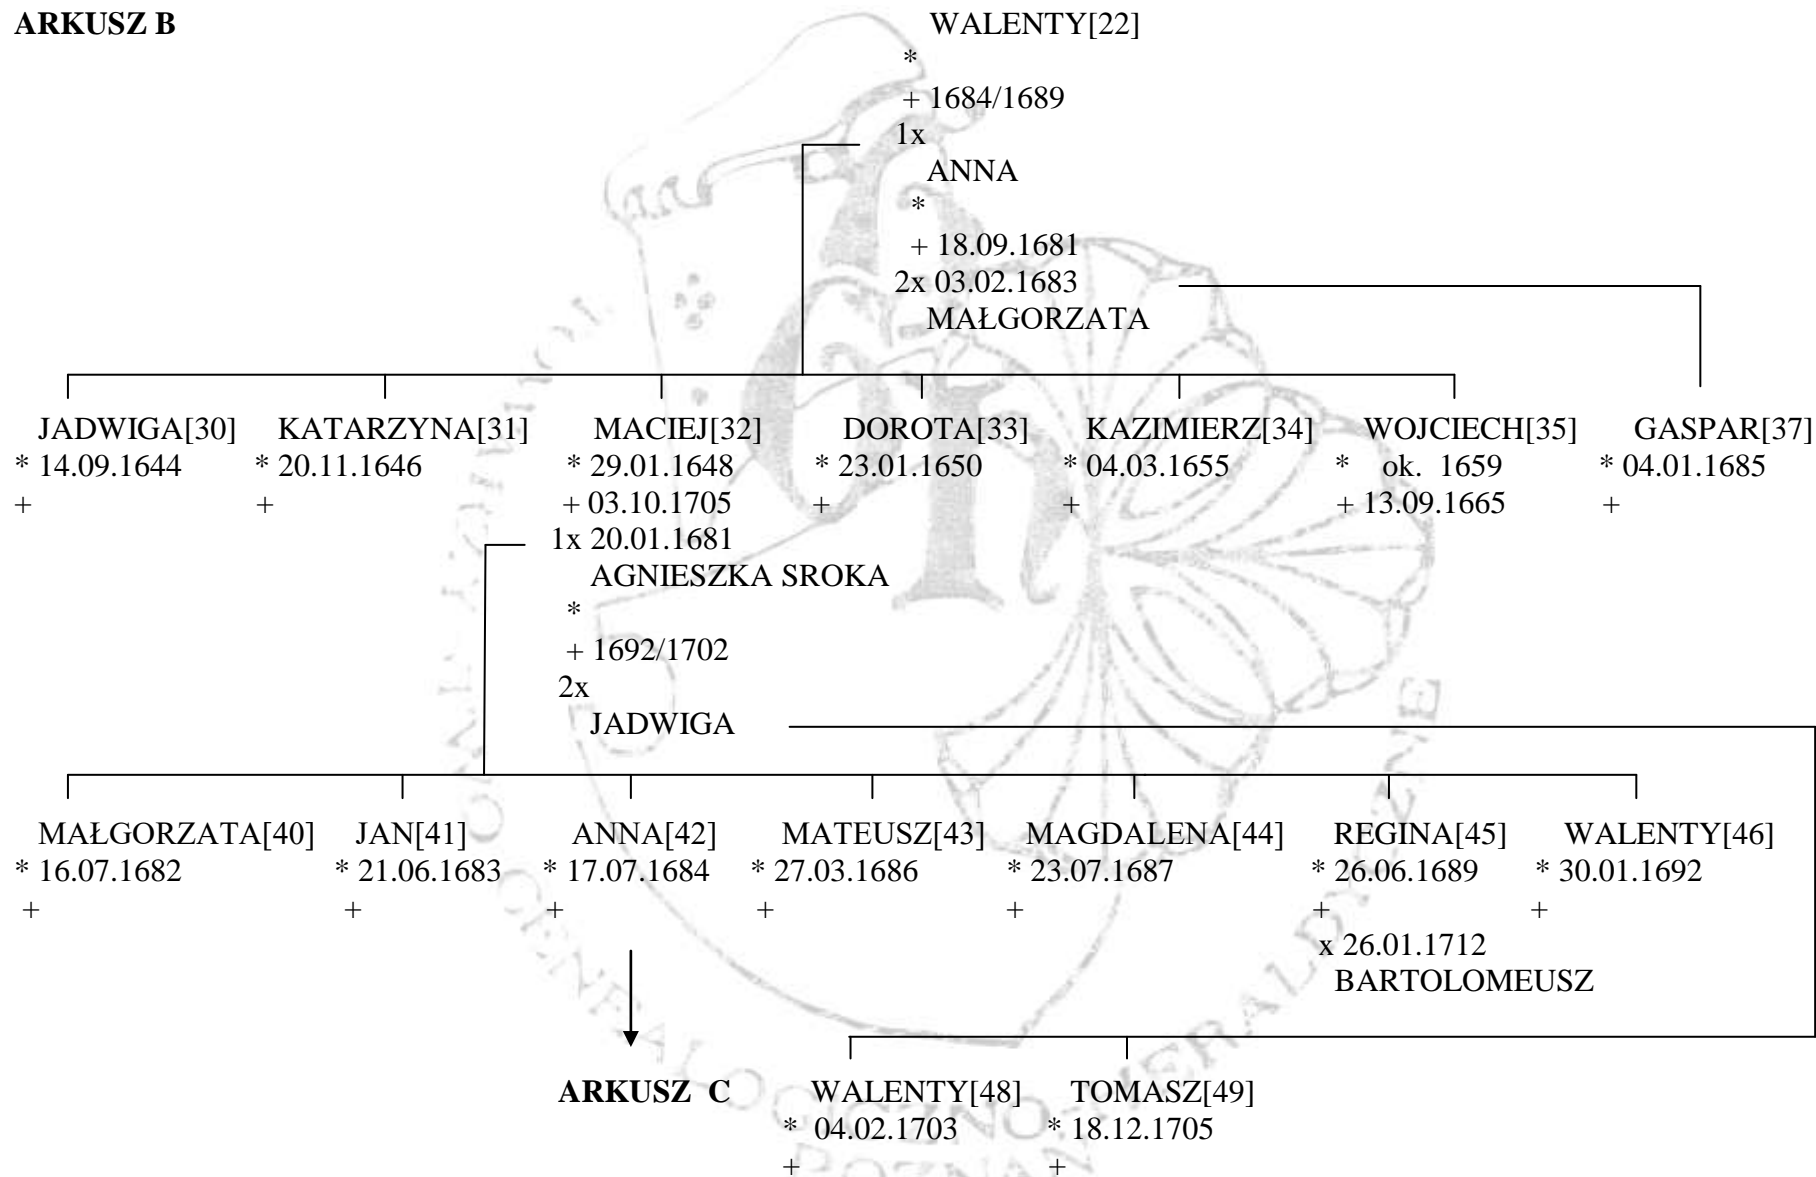 ARKUSZ B
WALENTY[22]
*
+ 1684/1689
1x
ANNA
*
+ 18.09.1681
2x 03.02.1683
MAŁGORZATA
JADWIGA[30] KATARZYNA[31] MACIEJ[32] DOROTA[33] KAZIMIERZ[34] WOJCIECH[35] GASPAR[37]
* 14.09.1644 * 20.11.1646 * 29.01.1648 * 23.01.1650 * 04.03.1655 * ok. 1659 * 04.01.1685
+ + + 03.10.1705 + + + 13.09.1665 +
1x 20.01.1681
AGNIESZKA SROKA
*
+ 1692/1702
2x
JADWIGA
MAŁGORZATA[40] JAN[41] ANNA[42] MATEUSZ[43] MAGDALENA[44] REGINA[45] WALENTY[46]
* 16.07.1682 * 21.06.1683 * 17.07.1684 * 27.03.1686 * 23.07.1687 * 26.06.1689 * 30.01.1692
+ + + + + + +
x 26.01.1712
BARTOLOMEUSZ
ARKUSZ C WALENTY[48] TOMASZ[49]
* 04.02.1703 * 18.12.1705
+ +